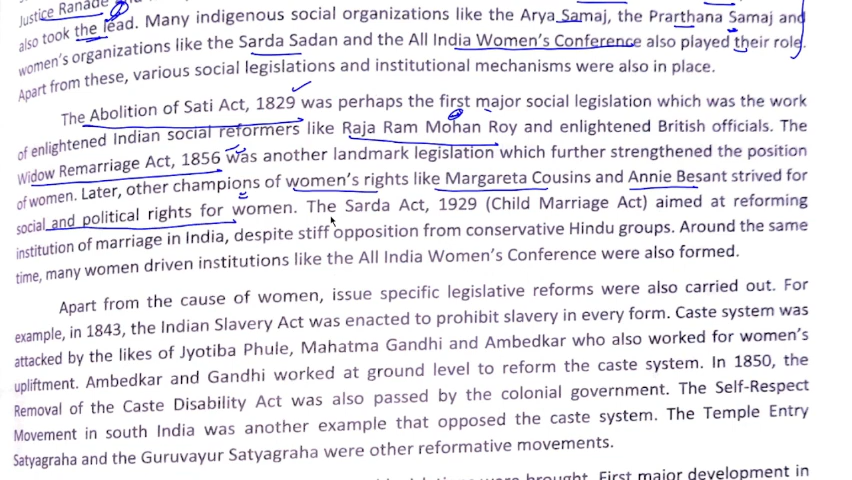 Justice Ranade
also took the lead. Many indigenous social organizations like the Arya Samaj, the Prarthana Samaj and
women's organizations like the Sarda Sadan and the All India Women's Conference also played their role.
Apart from these, various social legislations and institutional mechanisms were also in place.
The Abolition of Sati Act, 1829 was perhaps the first major social legislation which was the work
of enlightened Indian social reformers like Raja Ram Mohan Roy and enlightened British officials. The
Widow Remarriage Act, 1856 was another landmark legislation which further strengthened the position
of women. Later, other champions of women's rights like Margareta Cousins and Annie Besant strived for
social and political rights for women. The Sarda Act, 1929 (Child Marriage Act) aimed at reforming
institution of marriage in India, despite stiff opposition from conservative Hindu groups. Around the same
time, many women driven institutions like the All India Women's Conference were also formed.
Apart from the cause of women, issue specific legislative reforms were also carried out. For
example, in 1843, the Indian Slavery Act was enacted to prohibit slavery in every form. Caste system was
attacked by the likes of Jyotiba Phule, Mahatma Gandhi and Ambedkar who also worked for women's
upliftment. Ambedkar and Gandhi worked at ground level to reform the caste system. In 1850, the
Removal of the Caste Disability Act was also passed by the colonial government. The Self-Respect
Movement in south India was another example that opposed the caste system. The Temple Entry
Satyagraha and the Guruvayur Satyagraha were other reformative movements.
were brought. First major development in